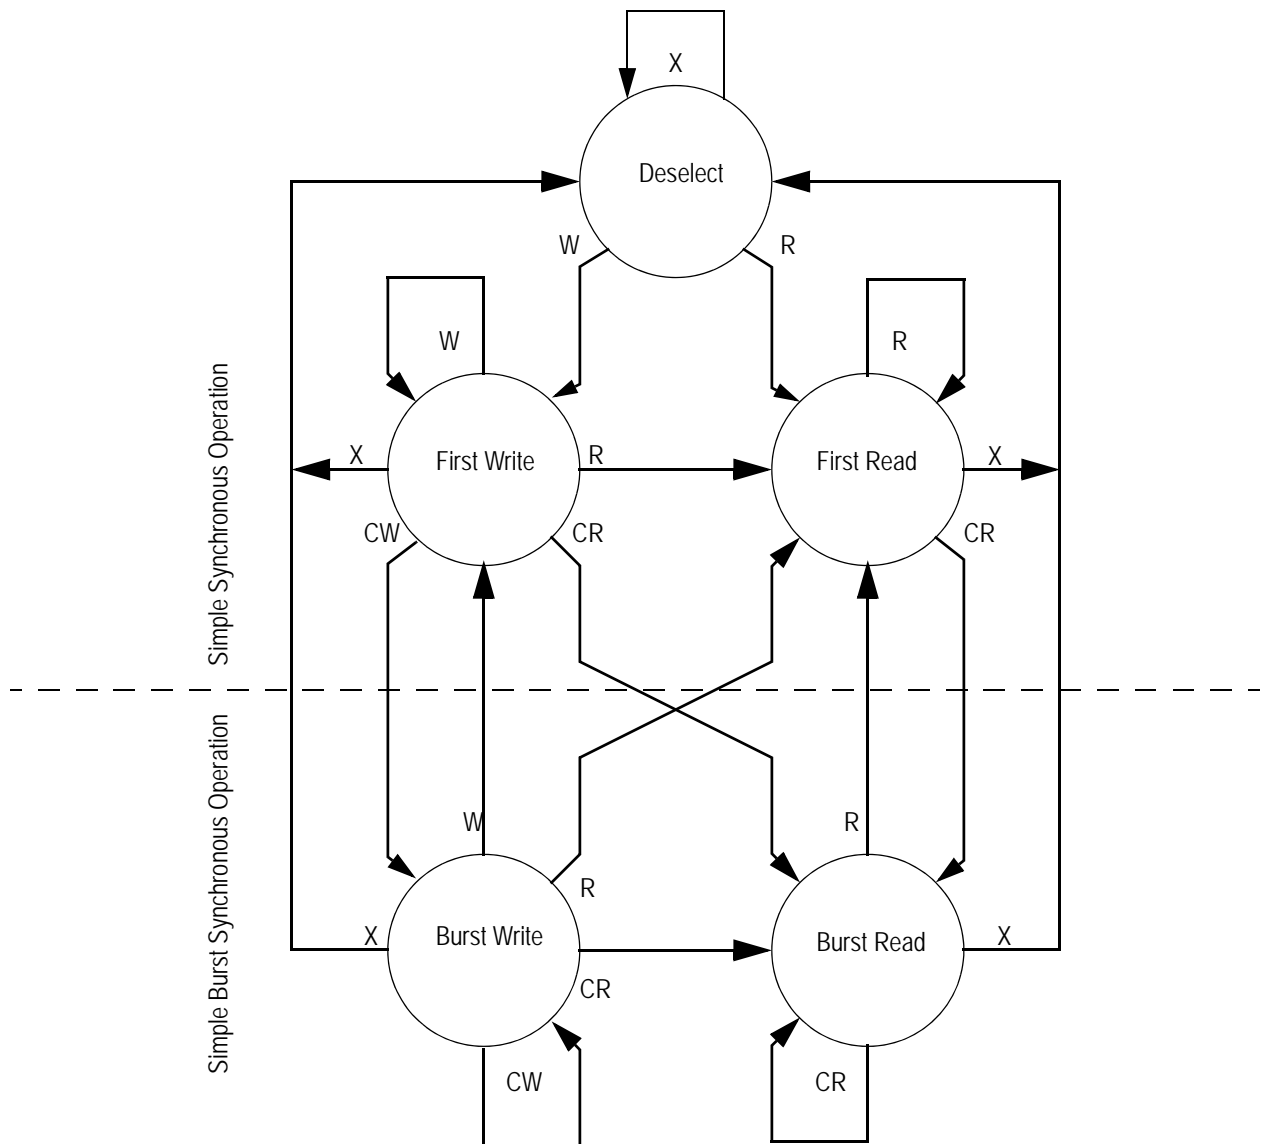 X
Deselect
W
R
W
R
Simple Synchronous Operation
X
First Write
R
First Read
X
CW
CR
CR
Simple Burst Synchronous Operation
W
R
R
X
Burst Write
Burst Read
X
CR
CW
CR